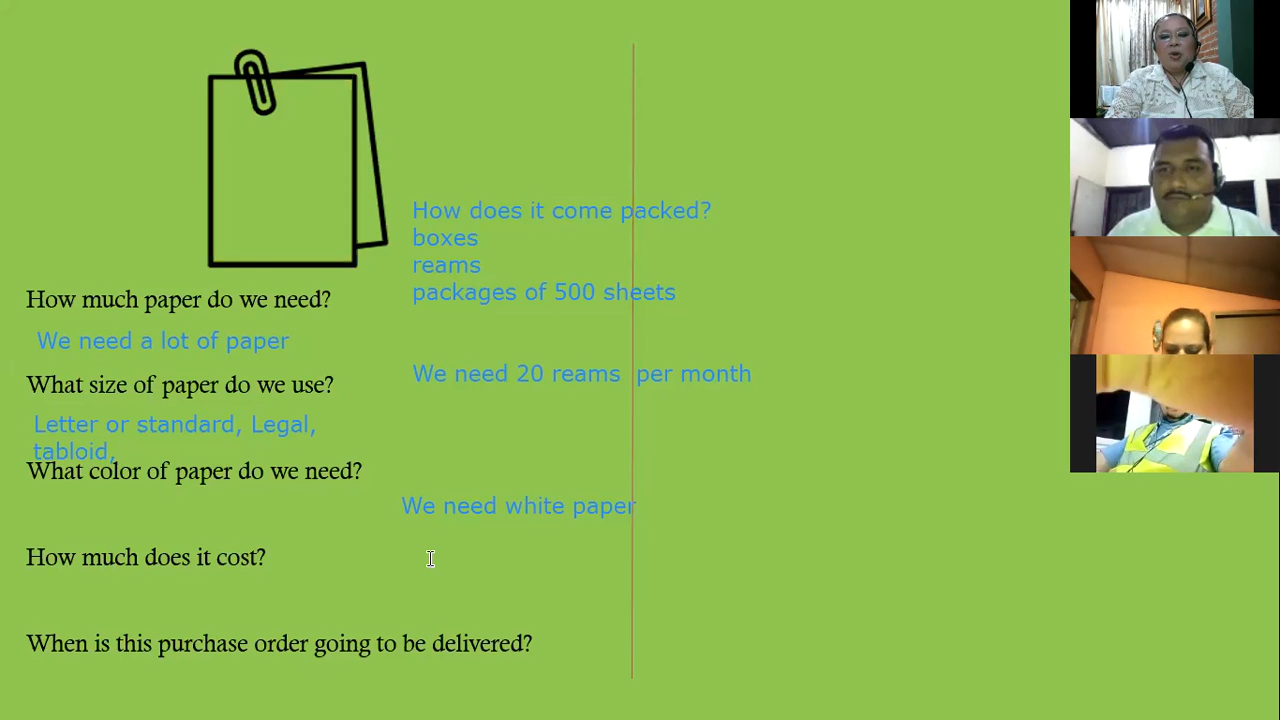 How does it come packed?
boxes
reams
packages of 500 sheets
How much paper do we need?
We need a lot of paper
We need 20 reams  per month
What size of paper do we use?
Letter or standard, Legal,
tabloid,
What color of paper do we need?
We need white paper
How much does it cost?
When is this purchase order going to be delivered?